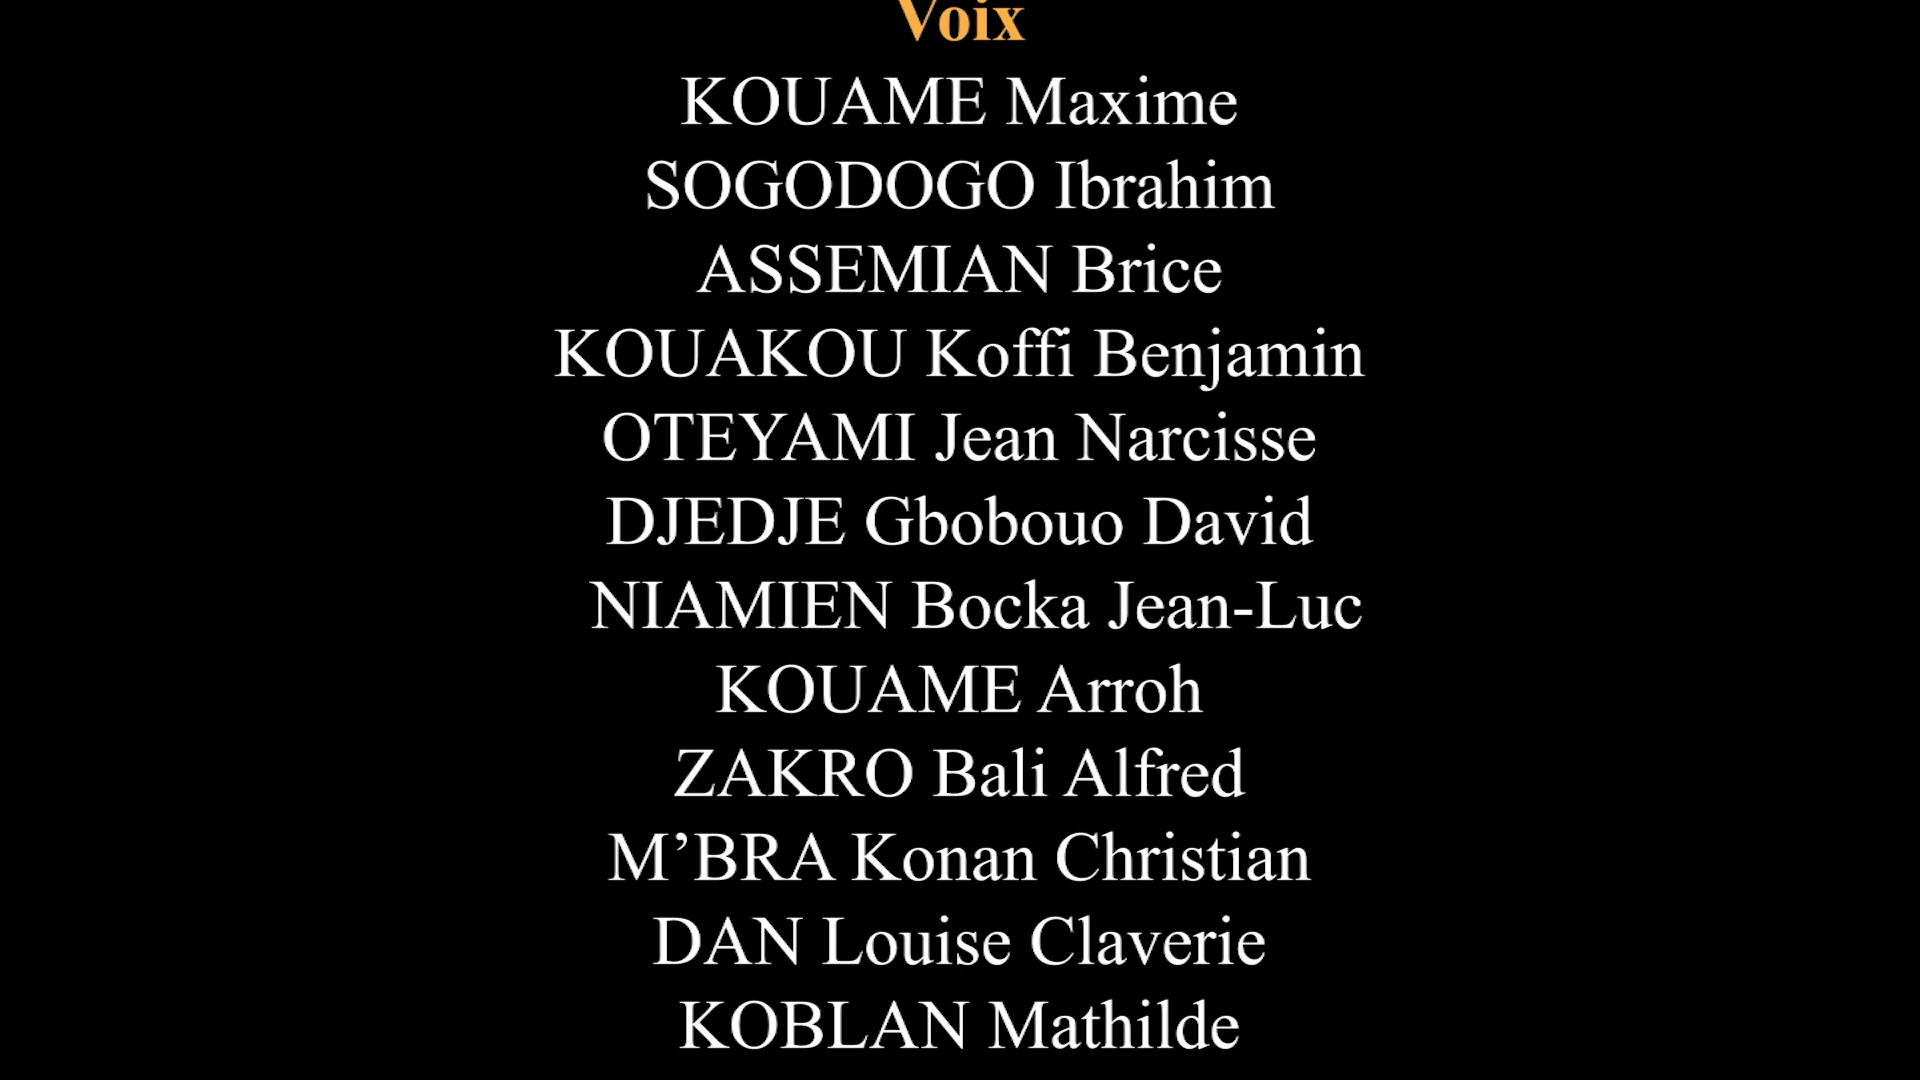 Voix
KOUAME Maxime
SOGODOGO Ibrahim
ASSEMIAN Brice
KOUAKOU Koffi Benjamin
OTEYAMI Jean Narcisse
DJEDJE Gbobouo David
NIAMIEN Bocka Jean-Luc
KOUAME Arroh
ZAKRO Bali Alfred
M’BRA Konan Christian
DAN Louise Claverie
KOBLAN Mathilde